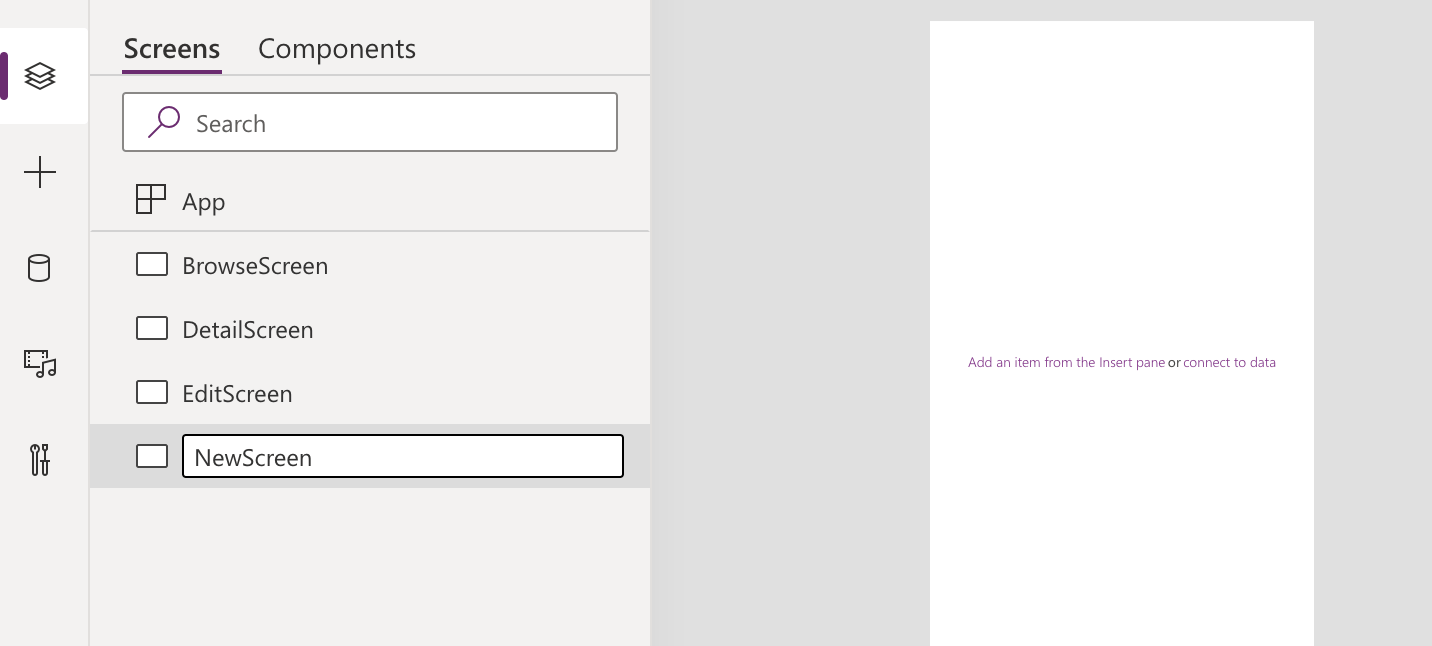 Screens Components
Search
App
BrowseScreen
DetailScreen
EditScreen
NewScreen
Add an item from the Insert pane or connect to data